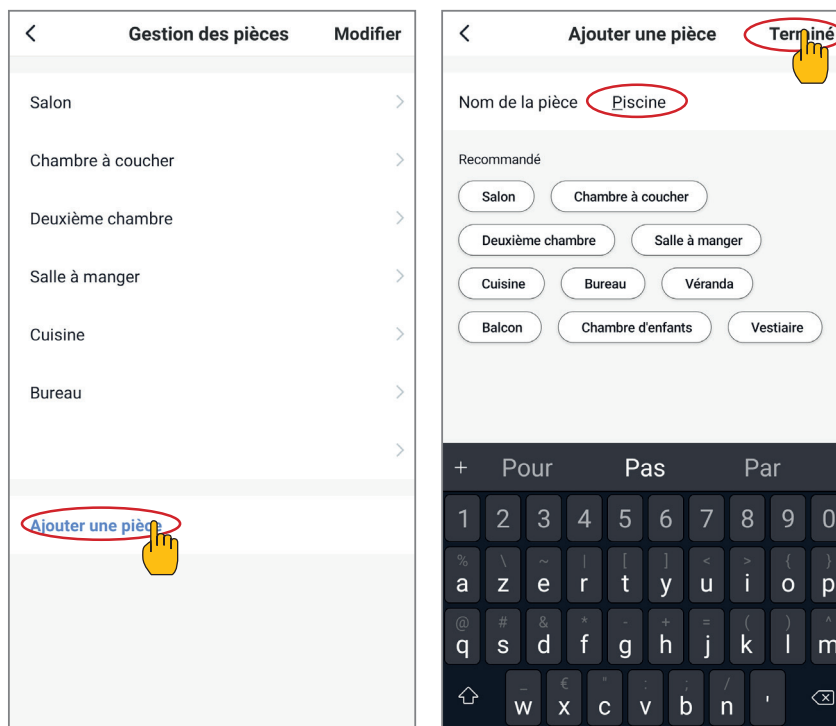 Gestion des pièces Modifier
Salon
Chambre à coucher
Deuxième chambre
Salle à manger
Cuisine
Bureau
Ajouter une pièce
Ajouter une pièce Terminé
Nom de la pièce Piscine
Recommandé
Salon Chambre à coucher
Deuxième chambre Salle à manger
Cuisine Bureau Véranda
Balcon Chambre d'enfants Vestiaire
+ Pour Pas Par
1 2 3 4 5 6 7 8 9 0
% \ ~ | [ ] < > { }
a z e r t y u i o p
@ # & * - + = ( ) ^
q s d f g h j k l m
_ € " : ; /
w x c v b n '